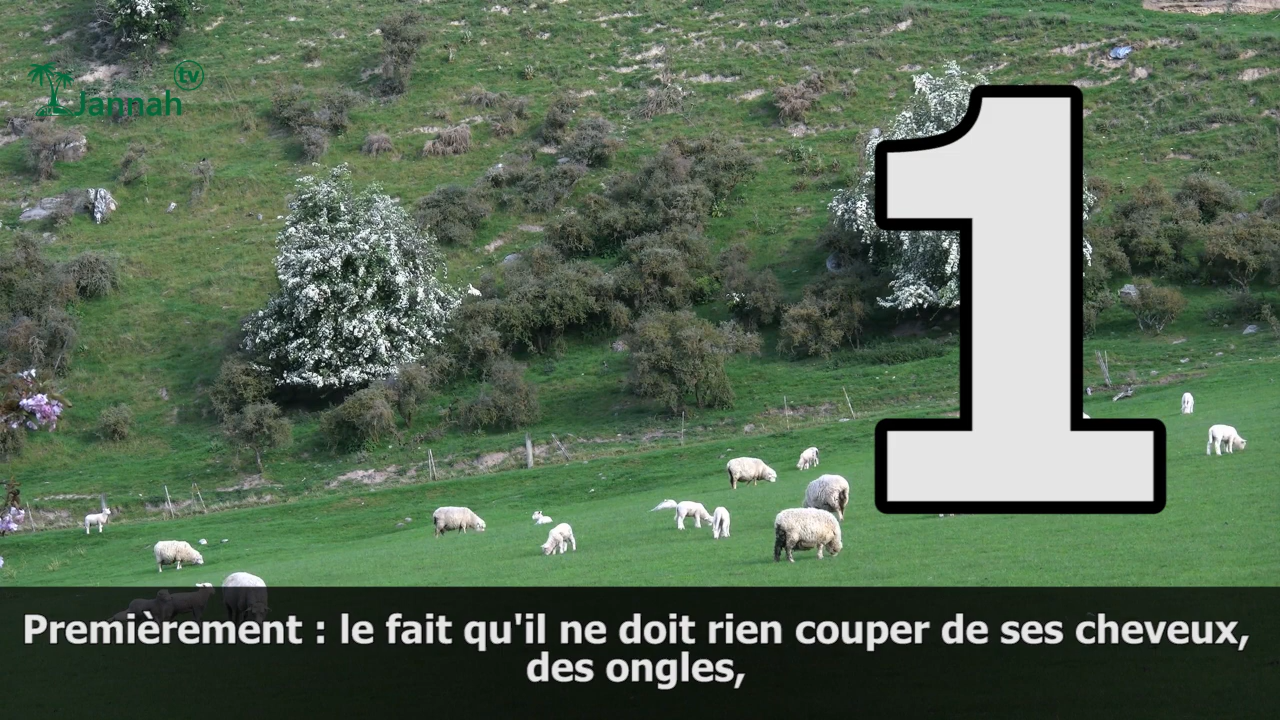 tv
Jannah
1
Premièrement : le fait qu'il ne doit rien couper de ses cheveux,
des ongles,